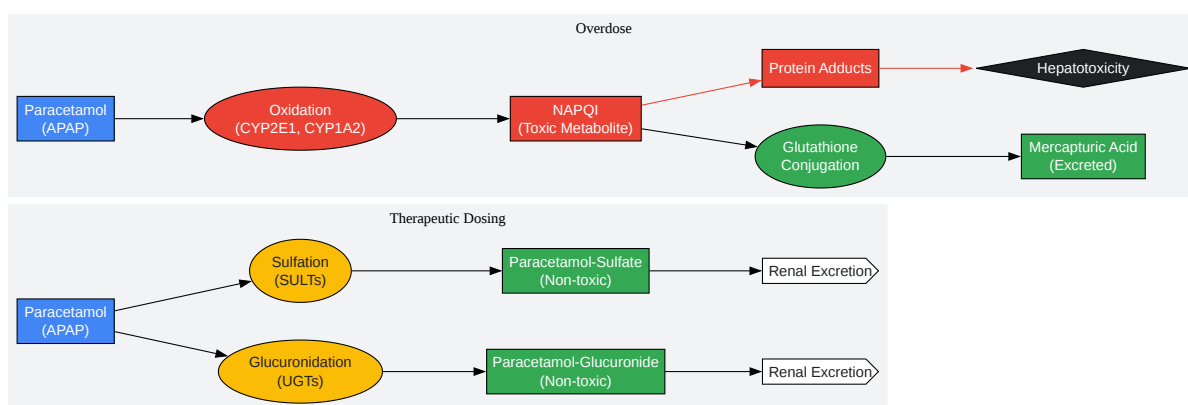 Overdose
Paracetamol
(APAP)
Oxidation
(CYP2E1, CYP1A2)
NAPQI
(Toxic Metabolite)
Protein Adducts
Hepatotoxicity
Glutathione
Conjugation
Mercapturic Acid
(Excreted)
Therapeutic Dosing
Paracetamol
(APAP)
Sulfation
(SULTs)
Paracetamol-Sulfate
(Non-toxic)
Renal Excretion
Glucuronidation
(UGTs)
Paracetamol-Glucuronide
(Non-toxic)
Renal Excretion